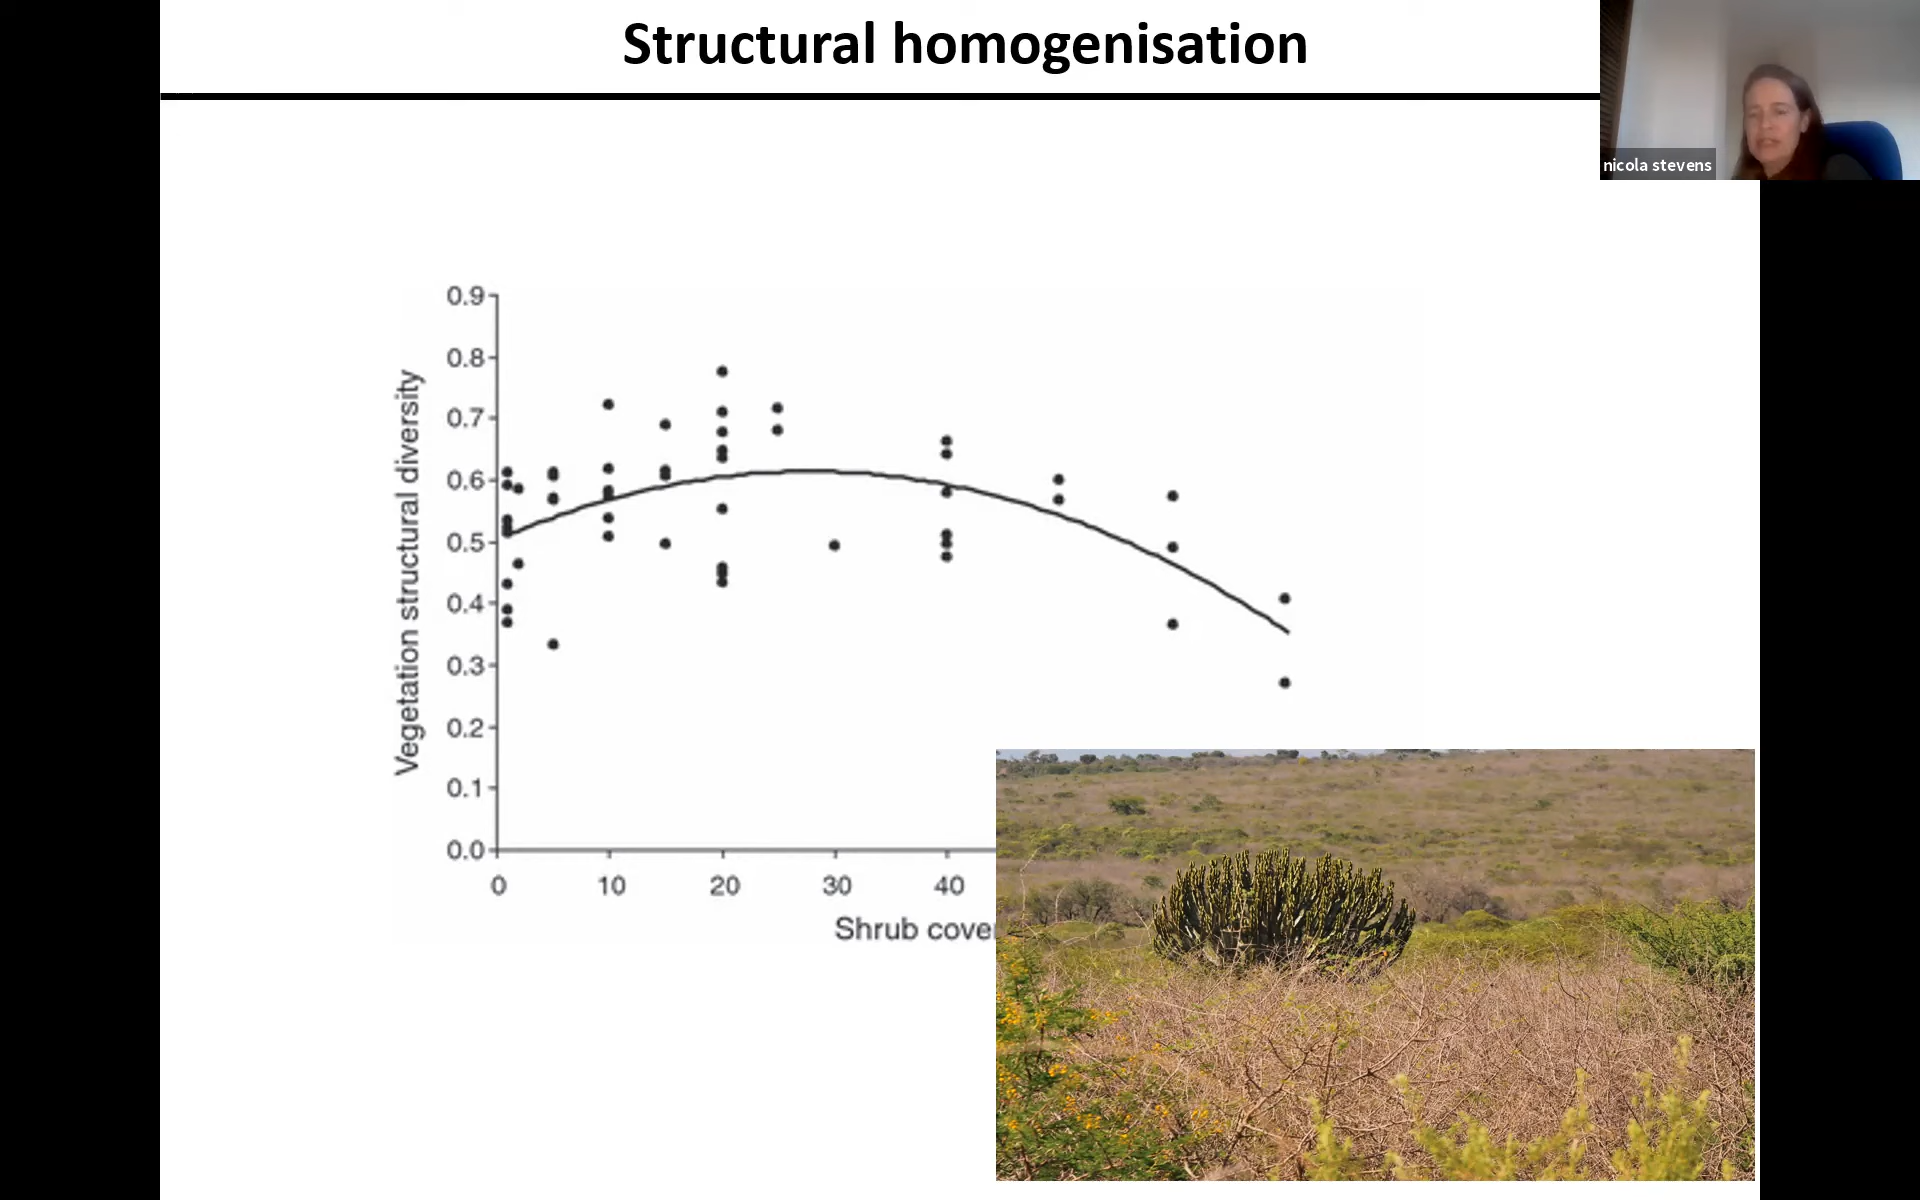 Structural homogenisation
nicola stevens
Vegetation structural diversity
0.9
0.8
0.7
0.6
0.5
0.4
0.3
0.2
0.1
0.0
0 10 20 30 40
Shrub cover